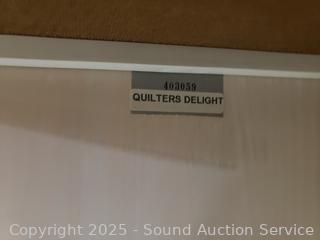 403059
QUILTERS DELIGHT
Copyright 2025 - Sound Auction Service